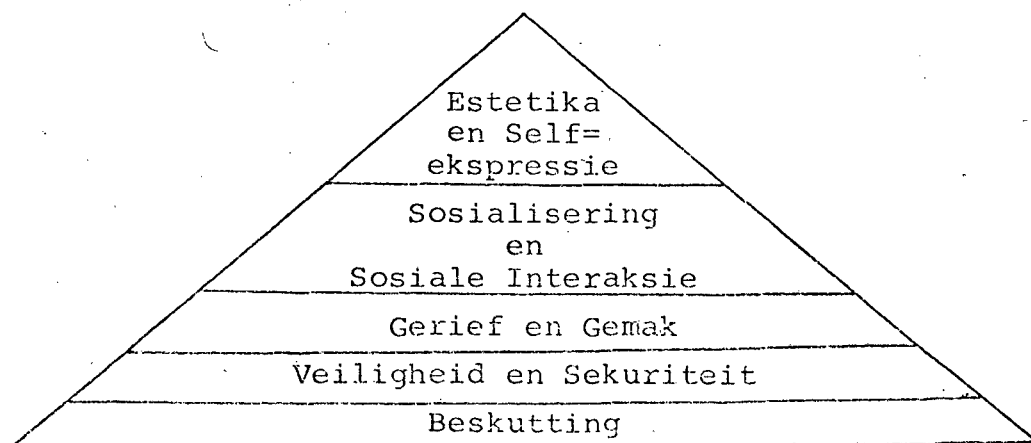 Estetika
en Self=
ekspressie
Sosialisering
en
Sosiale Interaksie
Gerief en Gemak
Veiligheid en Sekuriteit
Beskutting